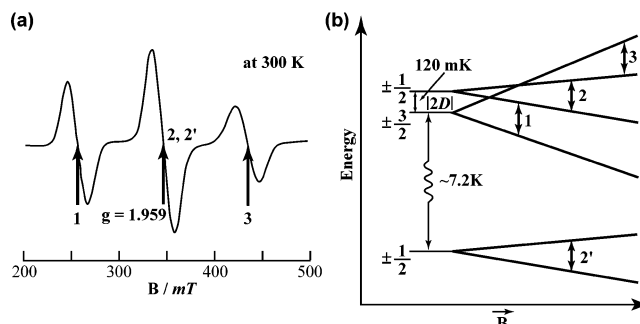 (a)
at 300 K
2, 2'
1
g = 1.959
3
200 300 400 500
B / mT
(b)
Energy
120 mK
|2D|
± 1/2
± 3/2
~7.2K
± 1/2
3
2
1
2'
B